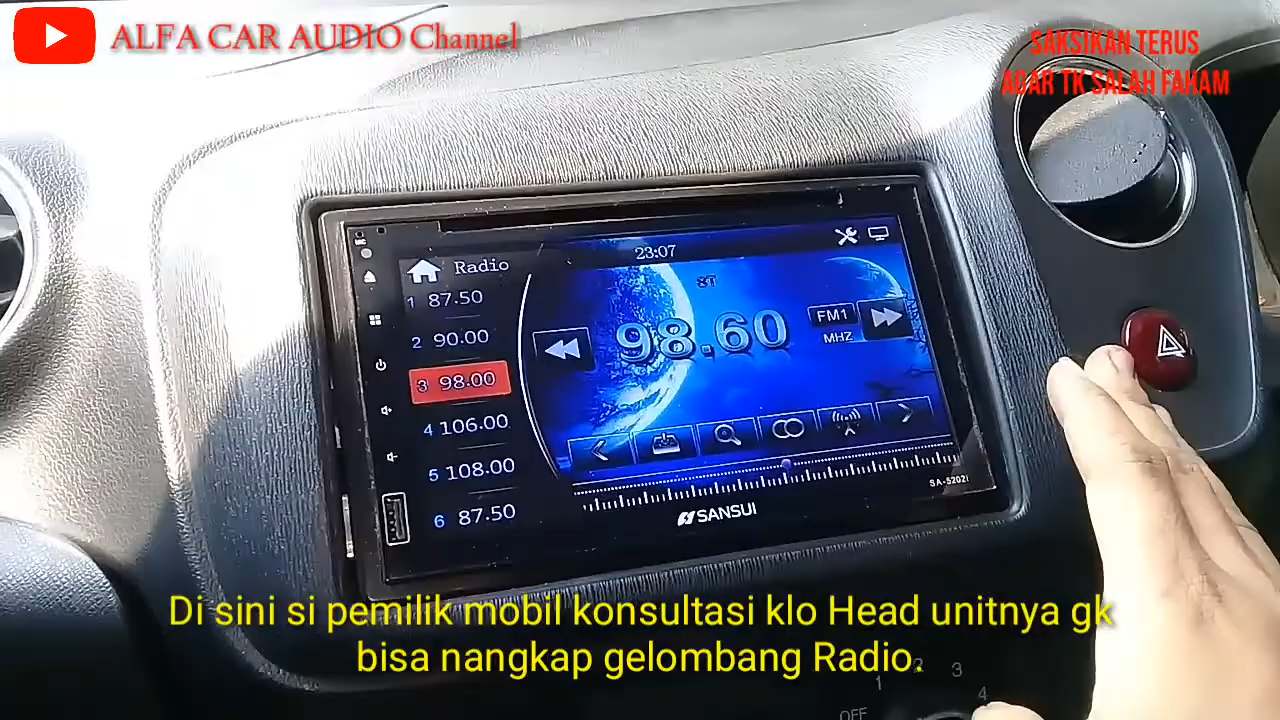 ALFA CAR AUDIO Channel
SAKSIKAN TERUS
AGAR TK SALAH FAHAM
23:07
Radio
1 87.50
2 90.00
3 98.00
4 106.00
5 108.00
6 87.50
ST
98.60
FM1
MHZ
SA-5202i
SANSUI
Di sini si pemilik mobil konsultasi klo Head unitnya gk
bisa nangkap gelombang Radio.
OFF 1 2 3 4